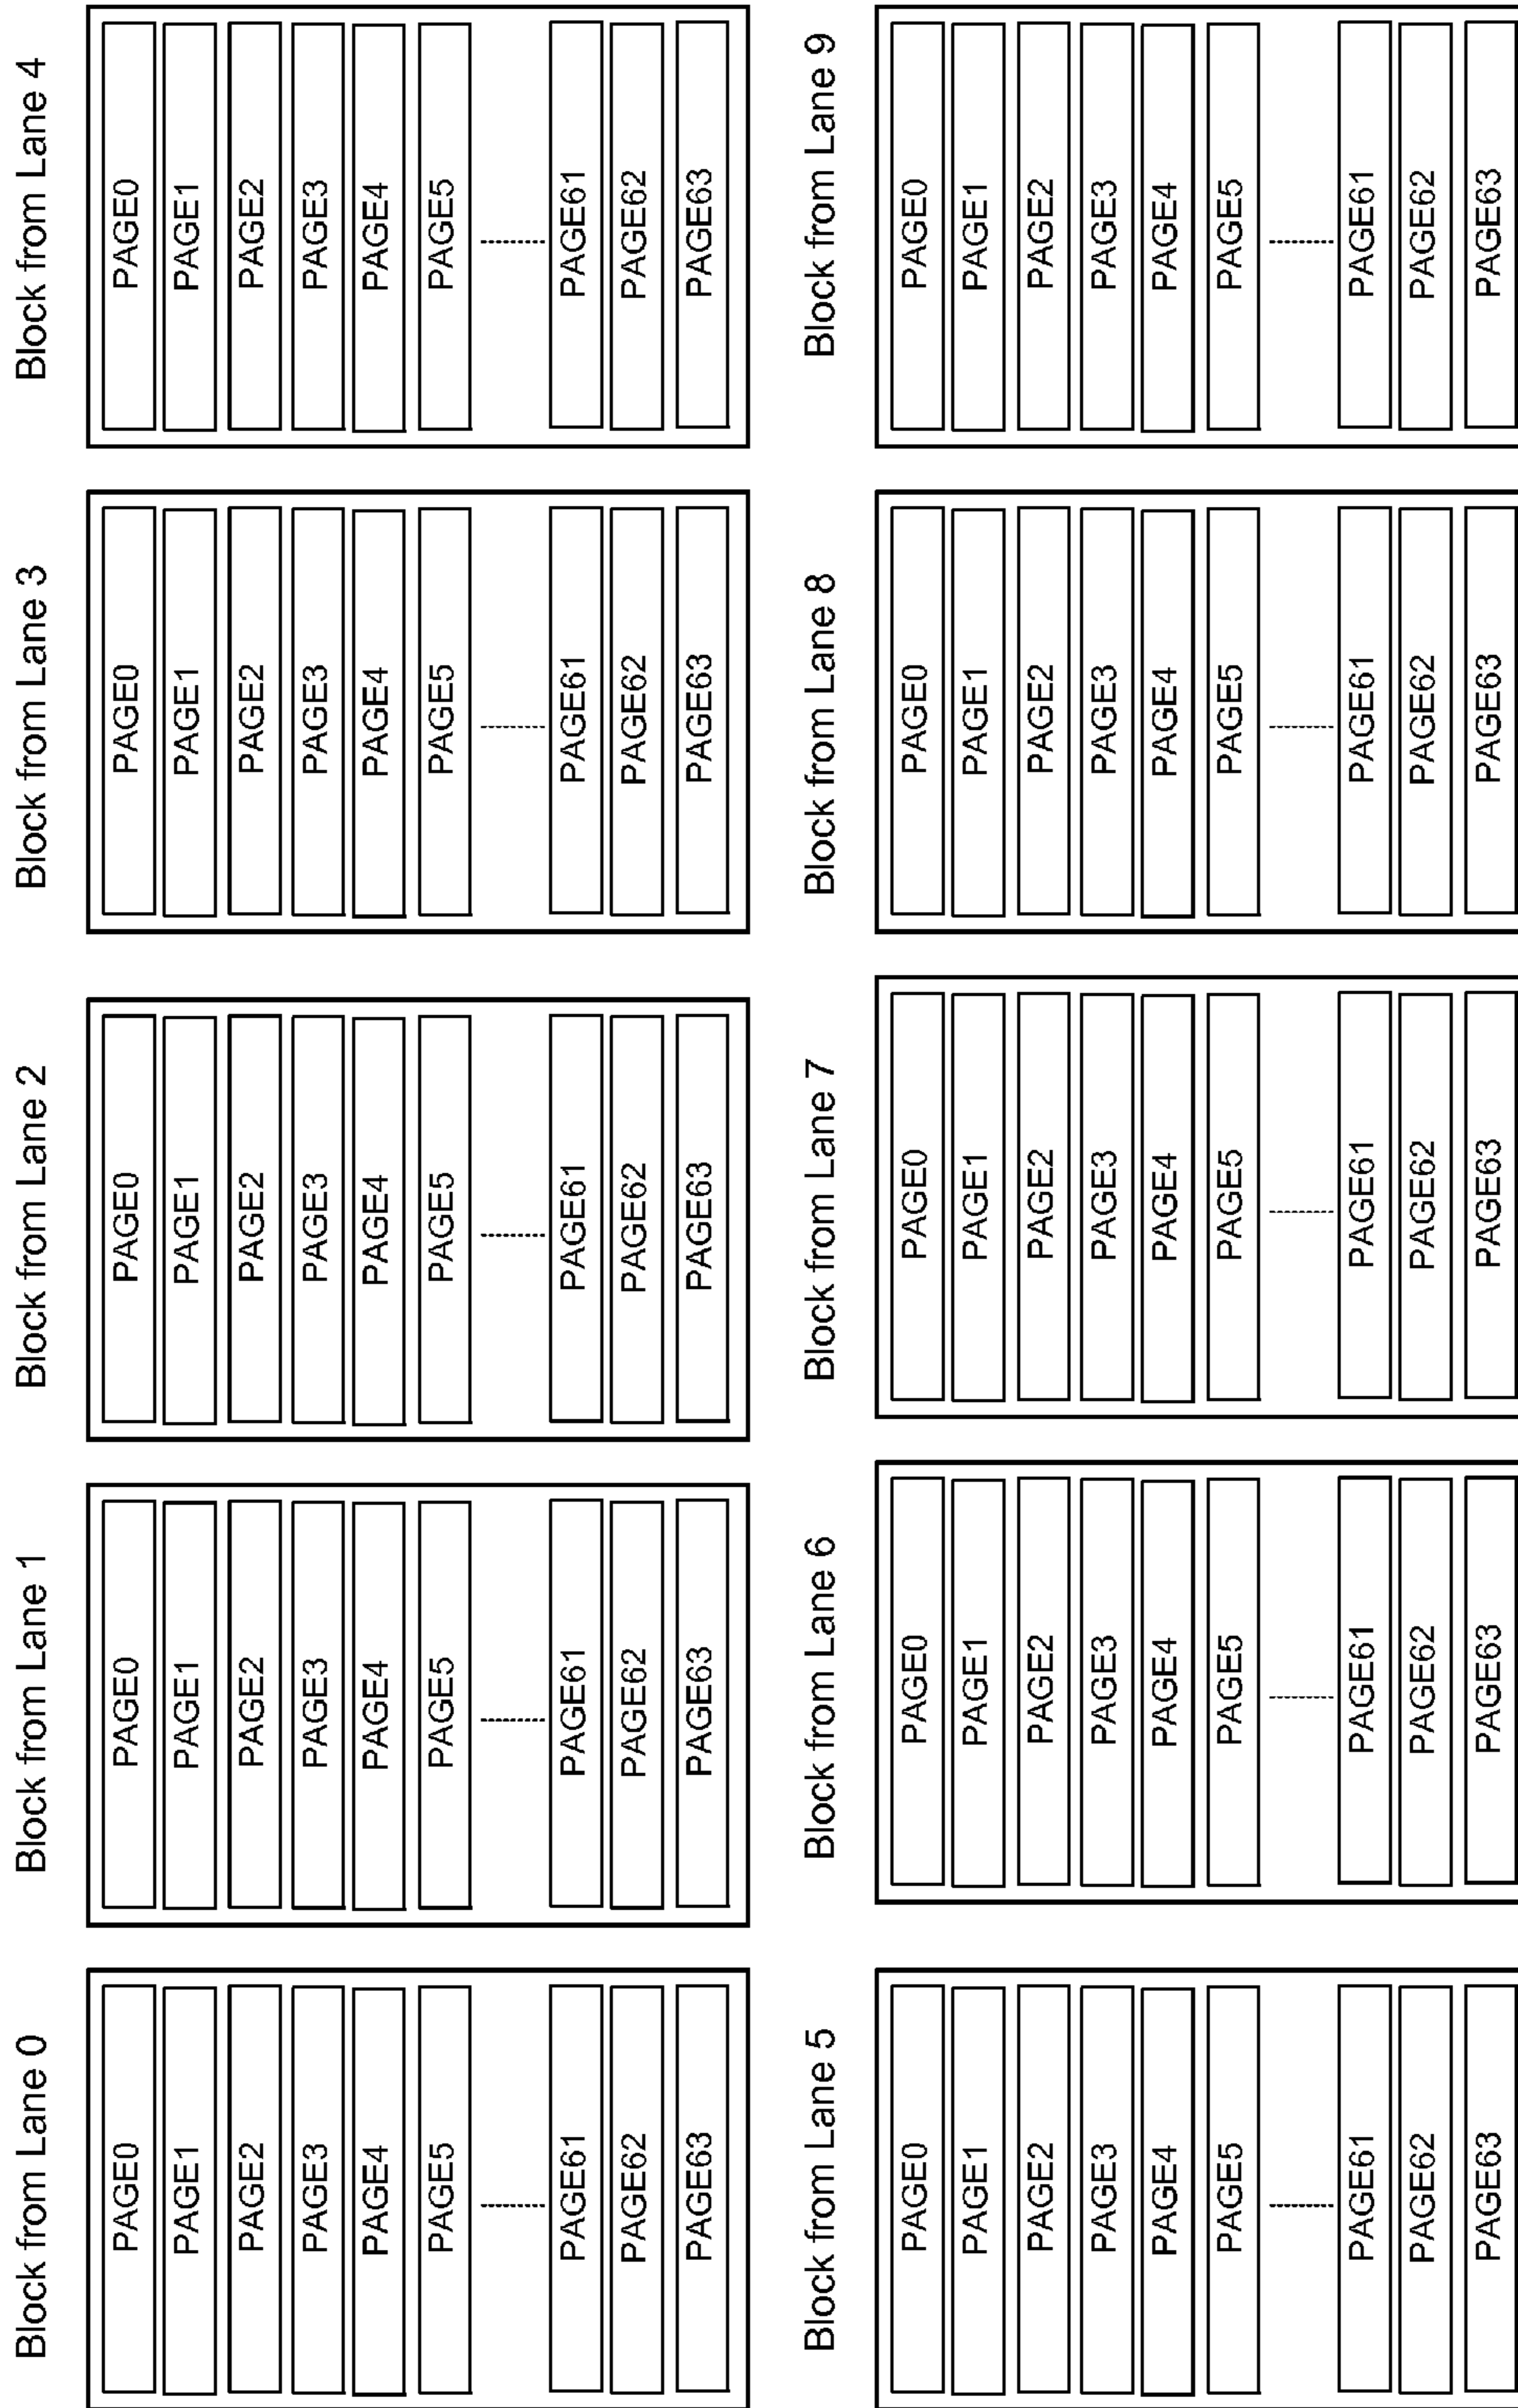 Block from Lane 0
PAGE0
PAGE1
PAGE2
PAGE3
PAGE4
PAGE5
PAGE61
PAGE62
PAGE63
Block from Lane 1
PAGE0
PAGE1
PAGE2
PAGE3
PAGE4
PAGE5
PAGE61
PAGE62
PAGE63
Block from Lane 2
PAGE0
PAGE1
PAGE2
PAGE3
PAGE4
PAGE5
PAGE61
PAGE62
PAGE63
Block from Lane 3
PAGE0
PAGE1
PAGE2
PAGE3
PAGE4
PAGE5
PAGE61
PAGE62
PAGE63
Block from Lane 4
PAGE0
PAGE1
PAGE2
PAGE3
PAGE4
PAGE5
PAGE61
PAGE62
PAGE63
Block from Lane 5
PAGE0
PAGE1
PAGE2
PAGE3
PAGE4
PAGE5
PAGE61
PAGE62
PAGE63
Block from Lane 6
PAGE0
PAGE1
PAGE2
PAGE3
PAGE4
PAGE5
PAGE61
PAGE62
PAGE63
Block from Lane 7
PAGE0
PAGE1
PAGE2
PAGE3
PAGE4
PAGE5
PAGE61
PAGE62
PAGE63
Block from Lane 8
PAGE0
PAGE1
PAGE2
PAGE3
PAGE4
PAGE5
PAGE61
PAGE62
PAGE63
Block from Lane 9
PAGE0
PAGE1
PAGE2
PAGE3
PAGE4
PAGE5
PAGE61
PAGE62
PAGE63